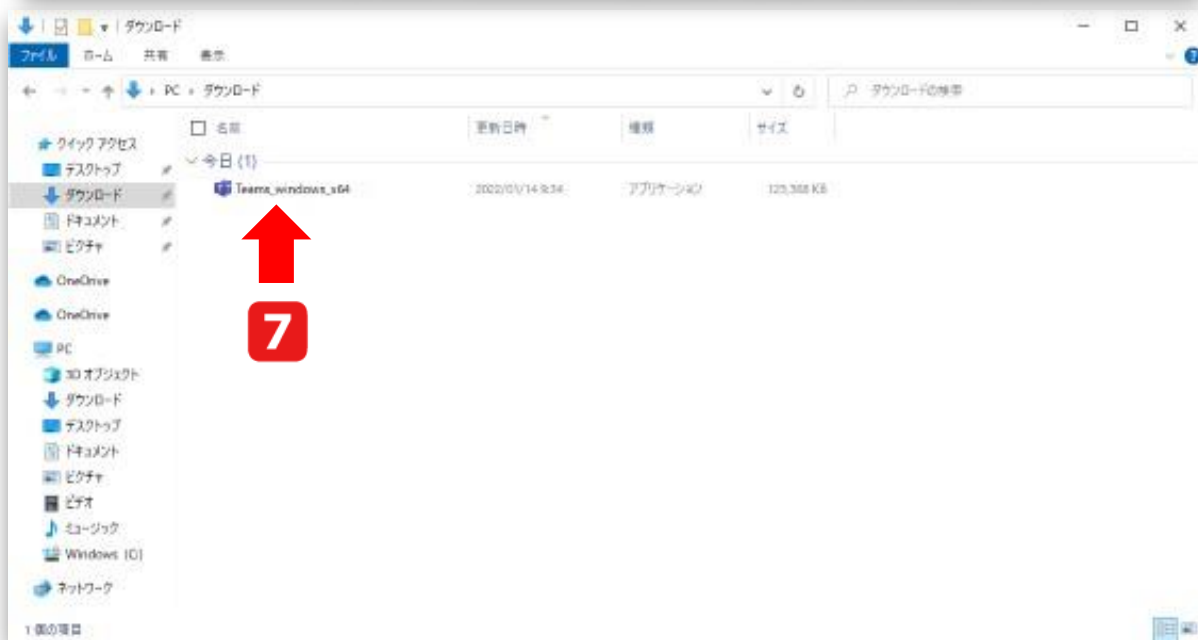 ダウンロード
ファイル ホーム 共有 表示
PC › ダウンロード ダウンロードの検索
名前 更新日時 種類 サイズ
今日 (1)
Teams_windows_x64 2022/01/14 9:34 アプリケーション
クイック アクセス
デスクトップ
ダウンロード
ドキュメント
ピクチャ
OneDrive
OneDrive
PC
3D オブジェクト
ダウンロード
デスクトップ
ドキュメント
ピクチャ
ビデオ
ミュージック
Windows (C)
ネットワーク
1 個の項目
7